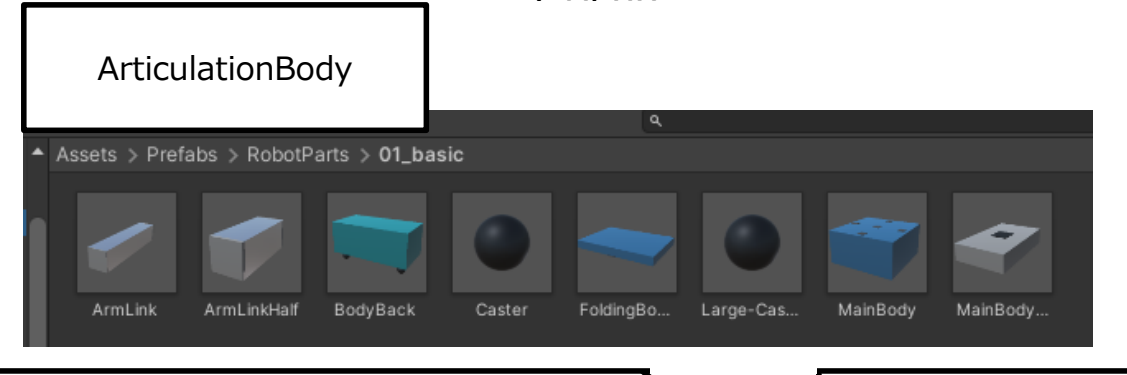 ArticulationBody
Assets > Prefabs > RobotParts > 01_basic
ArmLink ArmLinkHalf BodyBack Caster FoldingBo... Large-Cas... MainBody MainBody...